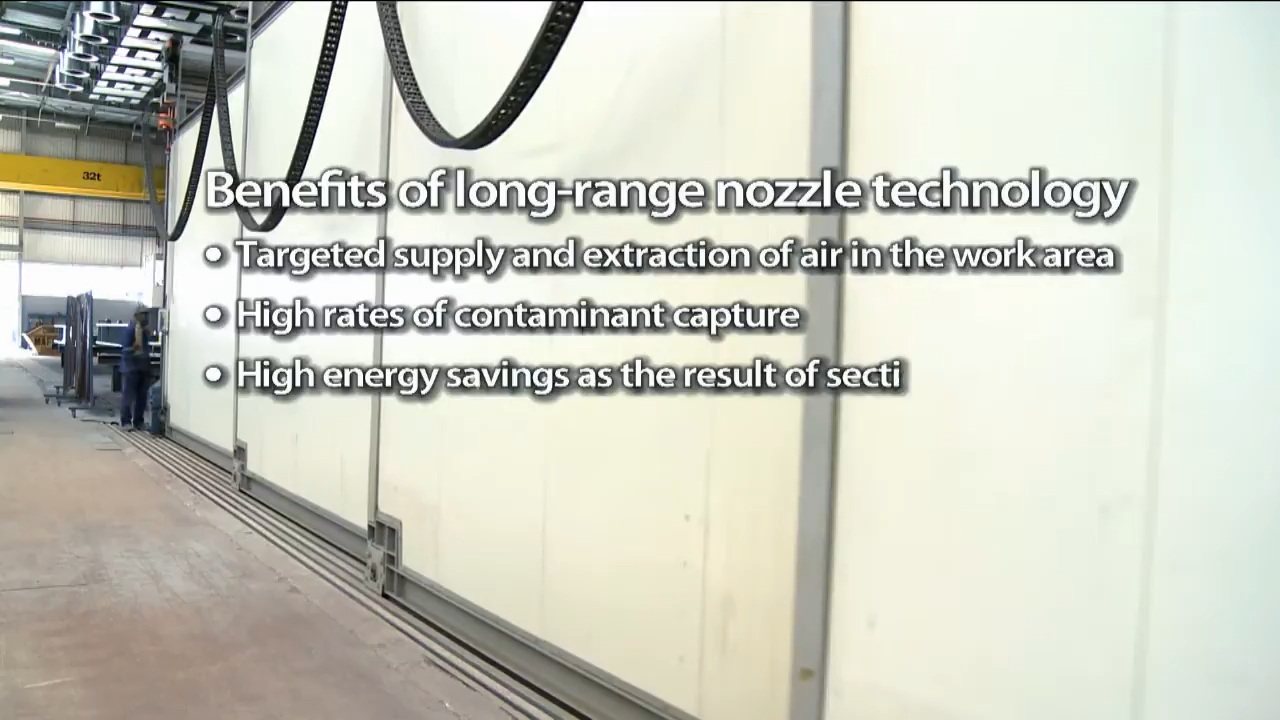 32t
Benefits of long-range nozzle technology
• Targeted supply and extraction of air in the work area
• High rates of contaminant capture
• High energy savings as the result of secti